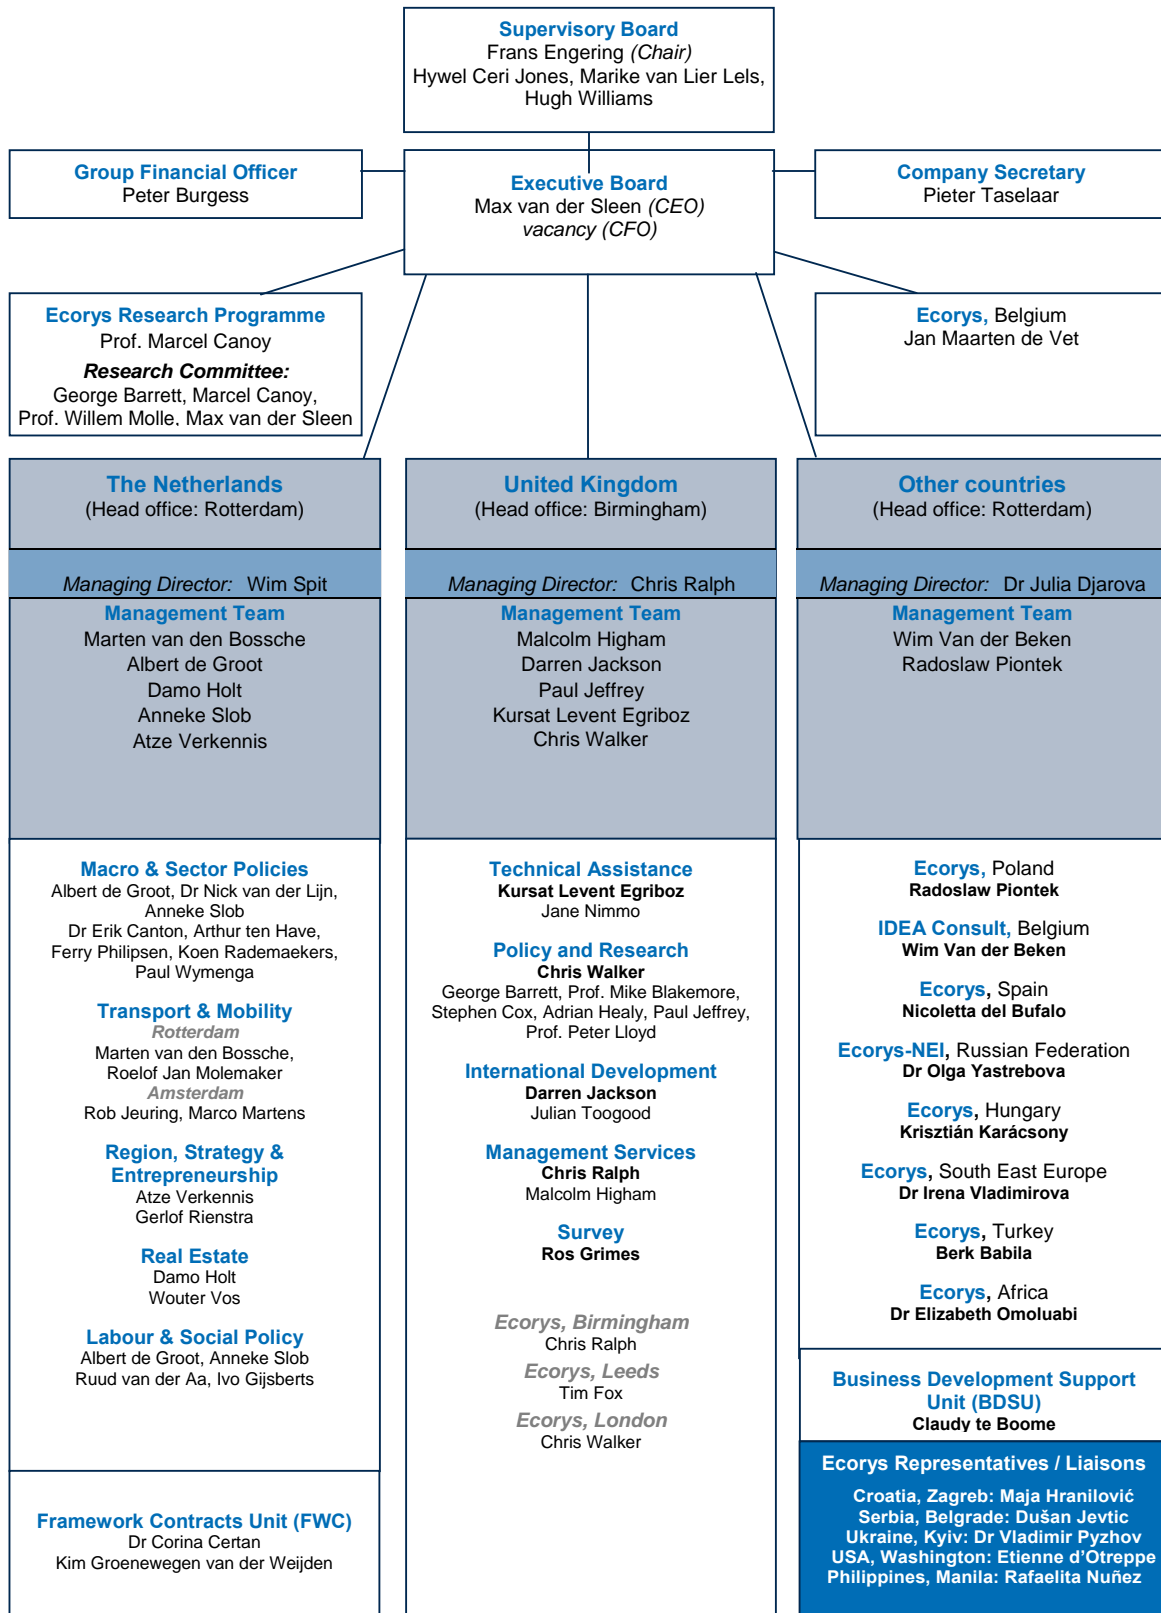 Supervisory Board
Frans Engering (Chair)
Hywel Ceri Jones, Marike van Lier Lels,
Hugh Williams
Group Financial Officer
Peter Burgess
Executive Board
Max van der Sleen (CEO)
vacancy (CFO)
Company Secretary
Pieter Taselaar
Ecorys Research Programme
Prof. Marcel Canoy
Research Committee:
George Barrett, Marcel Canoy,
Prof. Willem Molle, Max van der Sleen
Ecorys, Belgium
Jan Maarten de Vet
The Netherlands
(Head office: Rotterdam)
Managing Director: Wim Spit
Management Team
Marten van den Bossche
Albert de Groot
Damo Holt
Anneke Slob
Atze Verkennis
Macro & Sector Policies
Albert de Groot, Dr Nick van der Lijn,
Anneke Slob
Dr Erik Canton, Arthur ten Have,
Ferry Philipsen, Koen Rademaekers,
Paul Wymenga
Transport & Mobility
Rotterdam
Marten van den Bossche,
Roelof Jan Molemaker
Amsterdam
Rob Jeuring, Marco Martens
Region, Strategy &
Entrepreneurship
Atze Verkennis
Gerlof Rienstra
Real Estate
Damo Holt
Wouter Vos
Labour & Social Policy
Albert de Groot, Anneke Slob
Ruud van der Aa, Ivo Gijsberts
Framework Contracts Unit (FWC)
Dr Corina Certan
Kim Groenewegen van der Weijden
United Kingdom
(Head office: Birmingham)
Managing Director: Chris Ralph
Management Team
Malcolm Higham
Darren Jackson
Paul Jeffrey
Kursat Levent Egriboz
Chris Walker
Technical Assistance
Kursat Levent Egriboz
Jane Nimmo
Policy and Research
Chris Walker
George Barrett, Prof. Mike Blakemore,
Stephen Cox, Adrian Healy, Paul Jeffrey,
Prof. Peter Lloyd
International Development
Darren Jackson
Julian Toogood
Management Services
Chris Ralph
Malcolm Higham
Survey
Ros Grimes
Ecorys, Birmingham
Chris Ralph
Ecorys, Leeds
Tim Fox
Ecorys, London
Chris Walker
Other countries
(Head office: Rotterdam)
Managing Director: Dr Julia Djarova
Management Team
Wim Van der Beken
Radoslaw Piontek
Ecorys, Poland
Radoslaw Piontek
IDEA Consult, Belgium
Wim Van der Beken
Ecorys, Spain
Nicoletta del Bufalo
Ecorys-NEI, Russian Federation
Dr Olga Yastrebova
Ecorys, Hungary
Krisztián Karácsony
Ecorys, South East Europe
Dr Irena Vladimirova
Ecorys, Turkey
Berk Babila
Ecorys, Africa
Dr Elizabeth Omoluabi
Business Development Support
Unit (BDSU)
Claudy te Boome
Ecorys Representatives / Liaisons
Croatia, Zagreb: Maja Hranilović
Serbia, Belgrade: Dušan Jevtic
Ukraine, Kyiv: Dr Vladimir Pyzhov
USA, Washington: Etienne d’Otreppe
Philippines, Manila: Rafaelita Nuñez